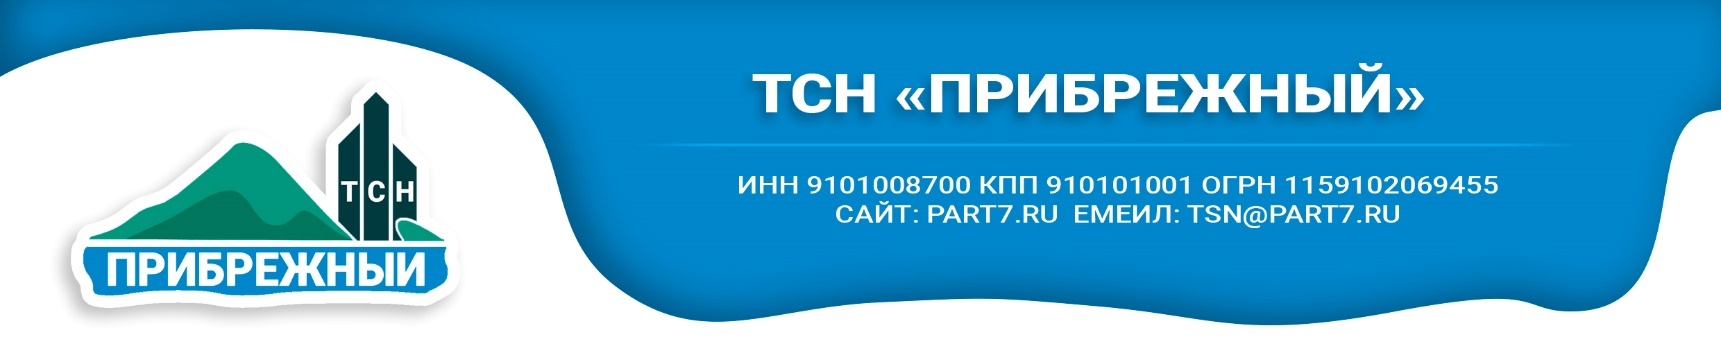 ТСН «ПРИБРЕЖНЫЙ»
ИНН 9101008700 КПП 910101001 ОГРН 1159102069455
САЙТ: PART7.RU ЕМЕИЛ: TSN@PART7.RU
ТСН
ПРИБРЕЖНЫЙ